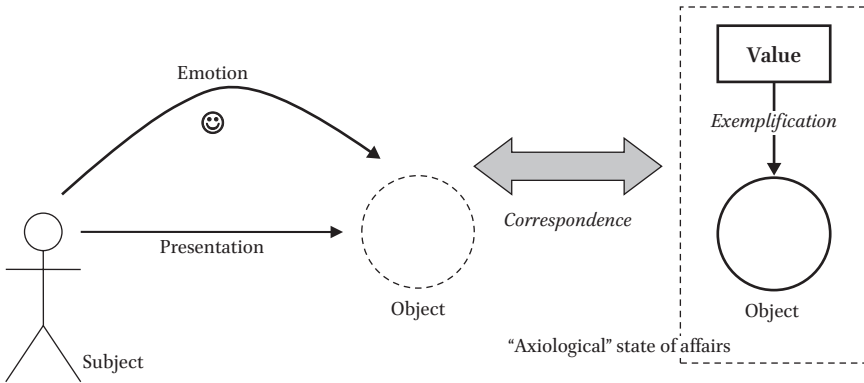 Emotion
Presentation
Subject
Object
Correspondence
Value
Exemplification
Object
“Axiological” state of affairs